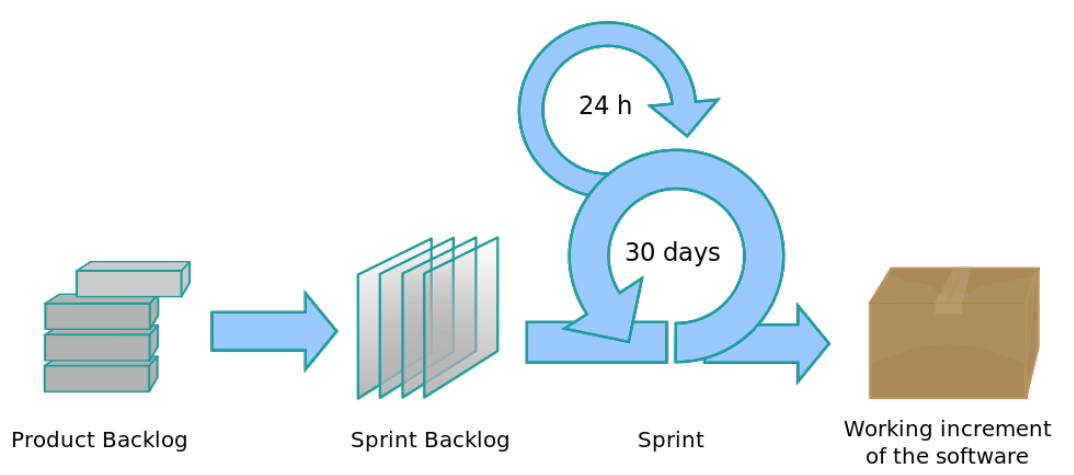 24 h
30 days
Product Backlog
Sprint Backlog
Sprint
Working increment
of the software